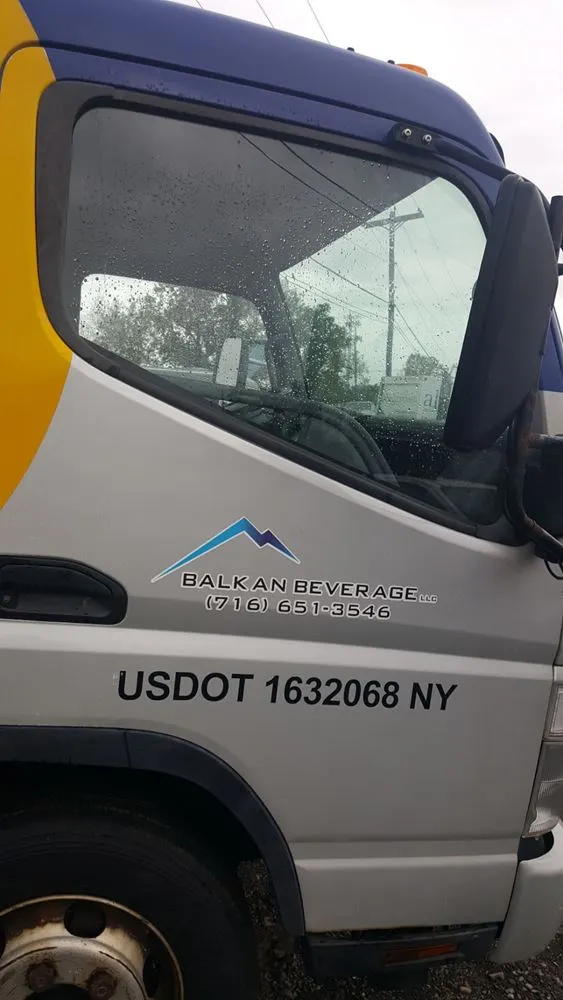 BALKAN BEVERAGE LLC
(716) 651-3546
USDOT 1632068 NY